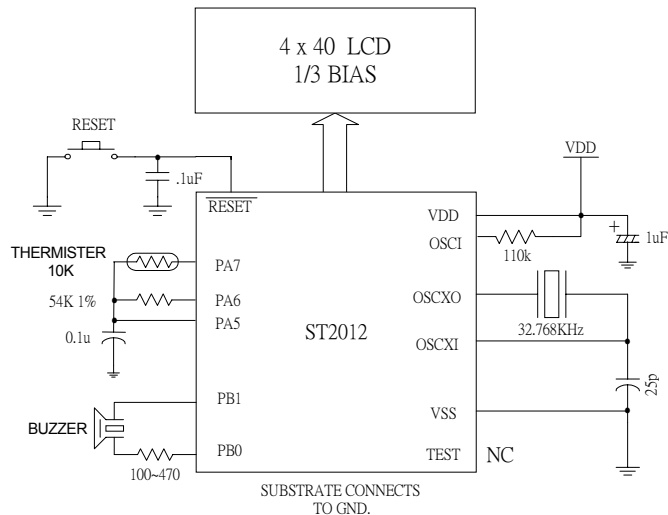 4 x 40 LCD
1/3 BIAS
RESET
.1uF
VDD
RESET
VDD
OSCI
110k
+
1uF
THERMISTER
10K
PA7
54K 1%
PA6
PA5
0.1u
ST2012
OSCXO
32.768KHz
OSCXI
25p
BUZZER
PB1
PB0
100~470
VSS
TEST
NC
SUBSTRATE CONNECTS
TO GND.